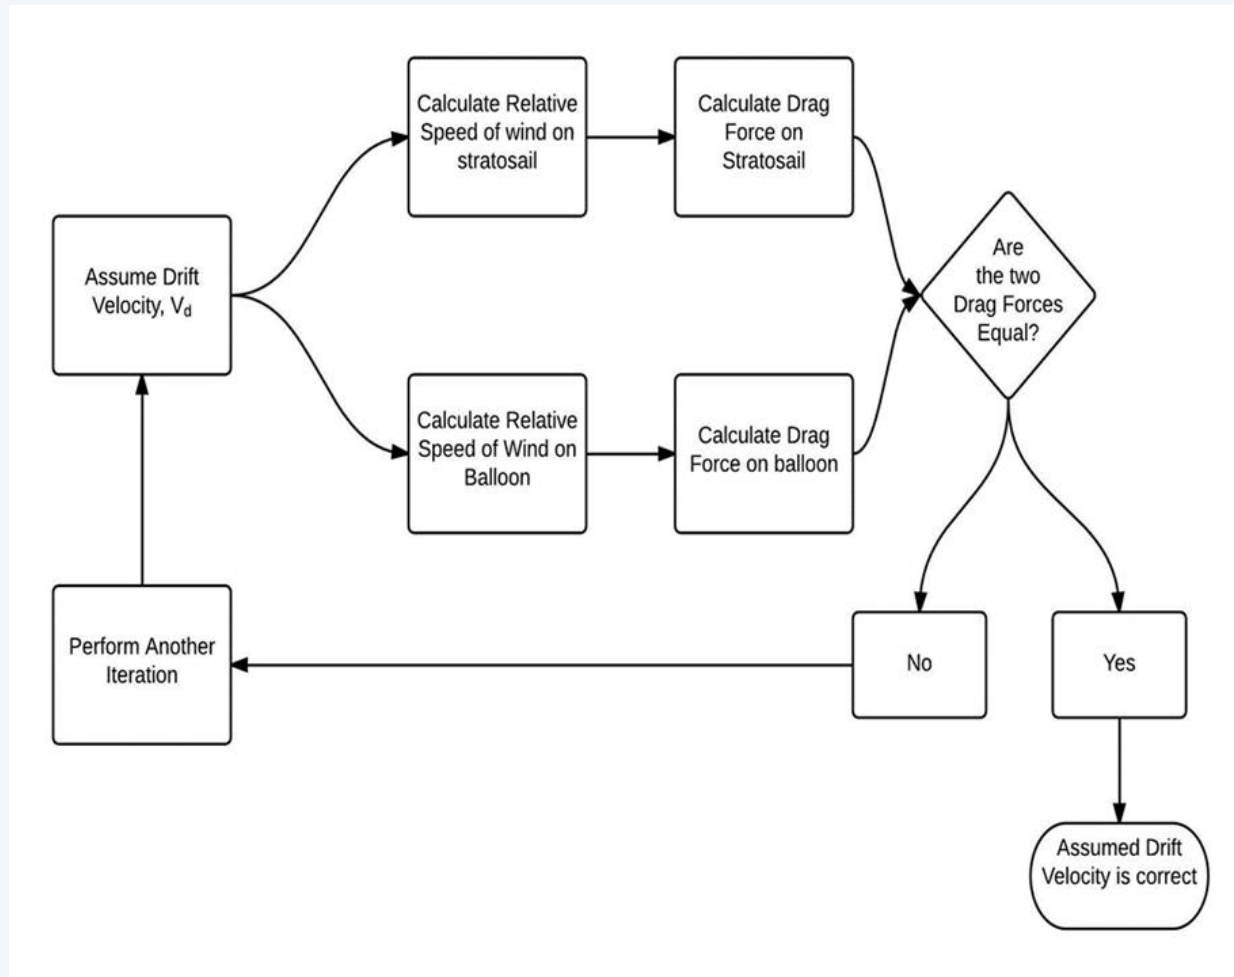 Calculate Relative
Speed of wind on
stratosail
Calculate Drag
Force on
Stratosail
Assume Drift
Velocity, Vd
Are
the two
Drag Forces
Equal?
Calculate Relative
Speed of Wind on
Balloon
Calculate Drag
Force on balloon
Perform Another
Iteration
No
Yes
Assumed Drift
Velocity is correct